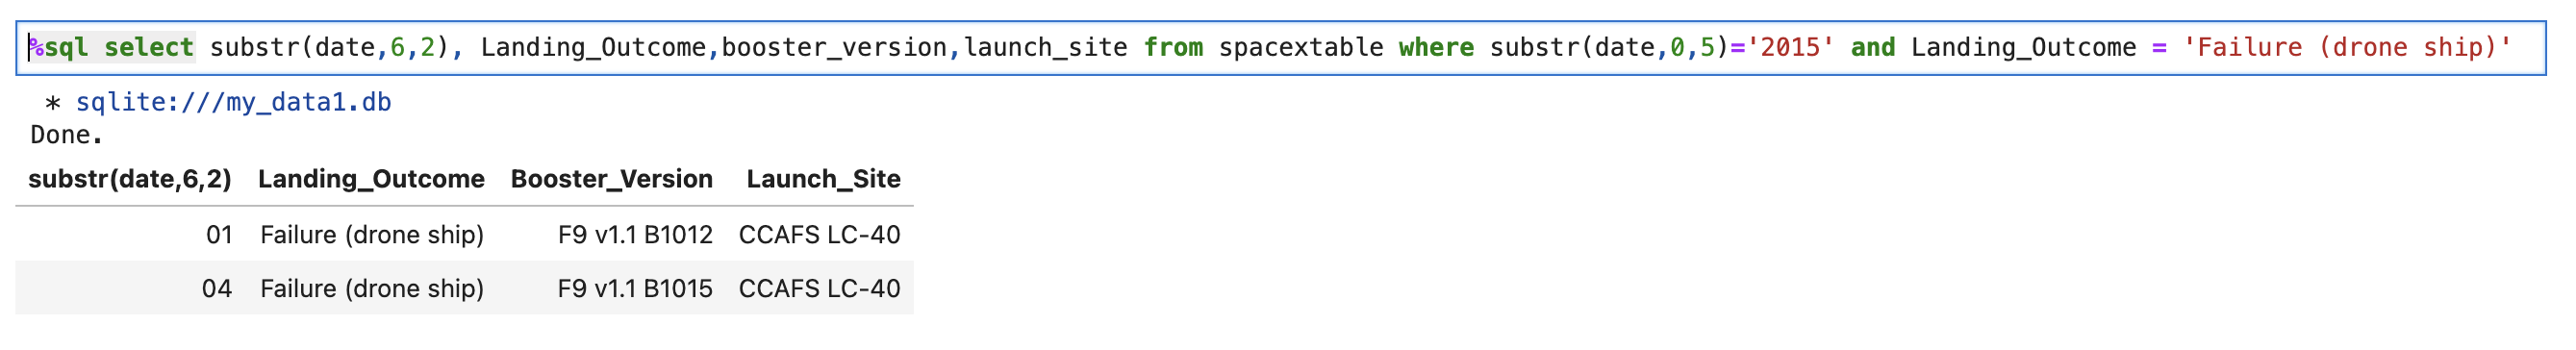 %sql select substr(date,6,2), Landing_Outcome,booster_version,launch_site from spacextable where substr(date,0,5)='2015' and Landing_Outcome = 'Failure (drone ship)'
* sqlite:///my_data1.db
Done.
substr(date,6,2) Landing_Outcome Booster_Version Launch_Site
01 Failure (drone ship) F9 v1.1 B1012 CCAFS LC-40
04 Failure (drone ship) F9 v1.1 B1015 CCAFS LC-40